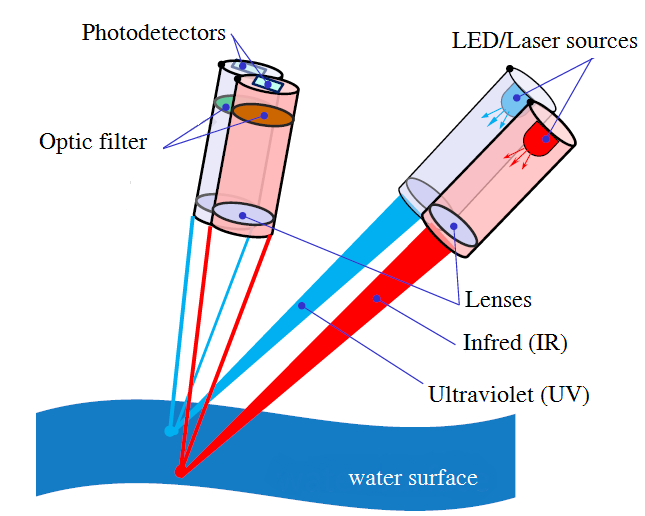 Photodetectors
LED/Laser sources
Optic filter
Lenses
Infred (IR)
Ultraviolet (UV)
water surface